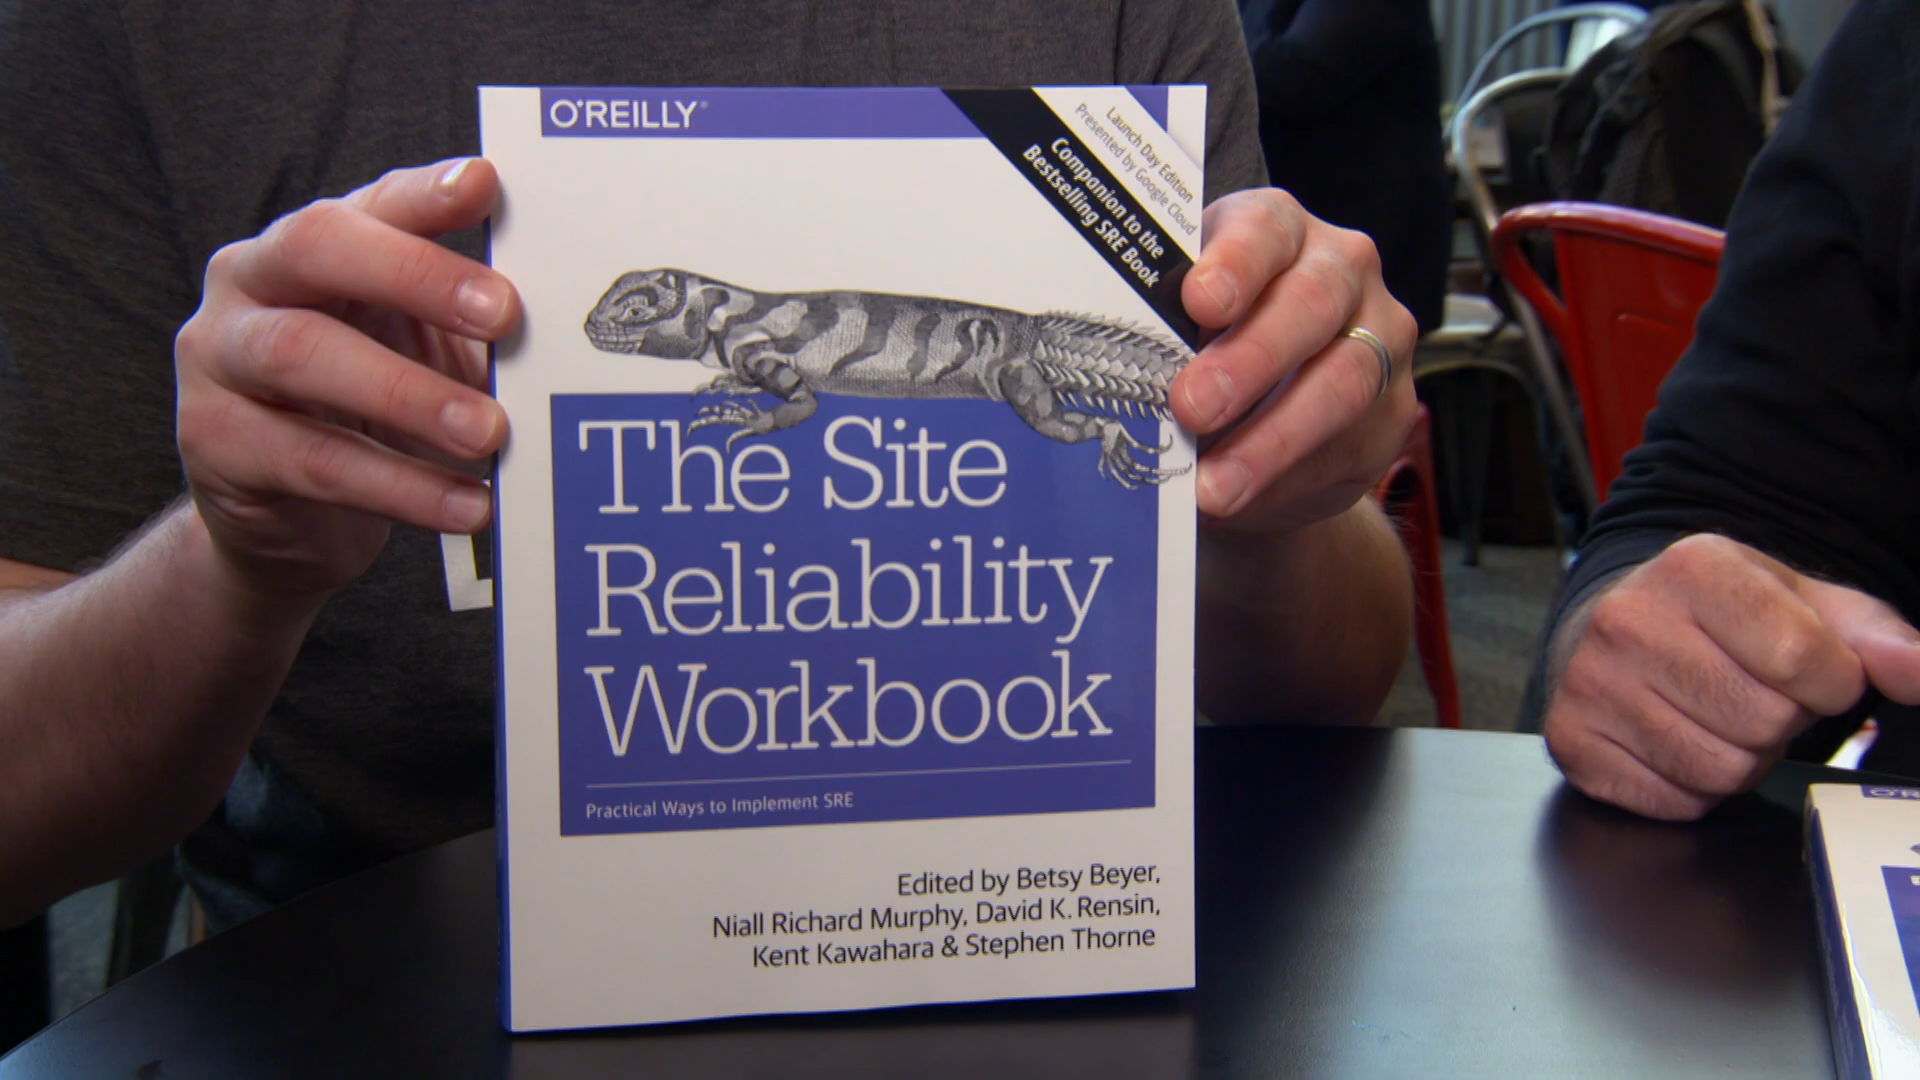 O'REILLY®
Launch Day Edition
Presented by Google Cloud
Companion to the
Bestselling SRE Book
The Site
Reliability
Workbook
Practical Ways to Implement SRE
Edited by Betsy Beyer,
Niall Richard Murphy, David K. Rensin,
Kent Kawahara & Stephen Thorne